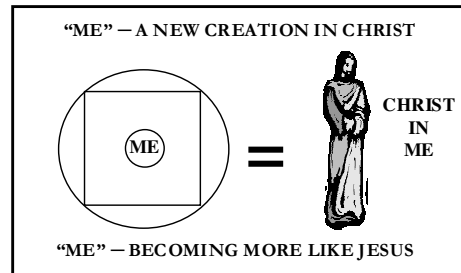 “ME” – A NEW CREATION IN CHRIST
ME
=
CHRIST
IN
ME
“ME” – BECOMING MORE LIKE JESUS